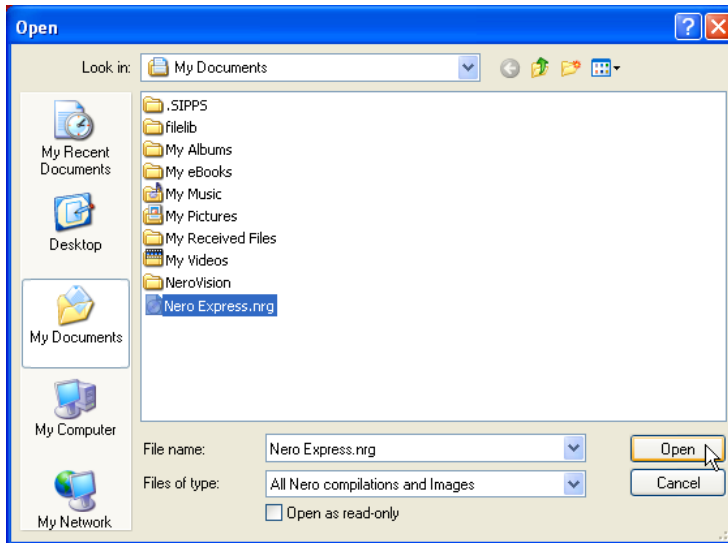 Open
Look in:
My Documents
My Recent
Documents
Desktop
My Documents
My Computer
My Network
.SIPPS
filelib
My Albums
My eBooks
My Music
My Pictures
My Received Files
My Videos
NeroVision
Nero Express.nrg
File name:
Nero Express.nrg
Open
Files of type:
All Nero compilations and Images
Cancel
Open as read-only